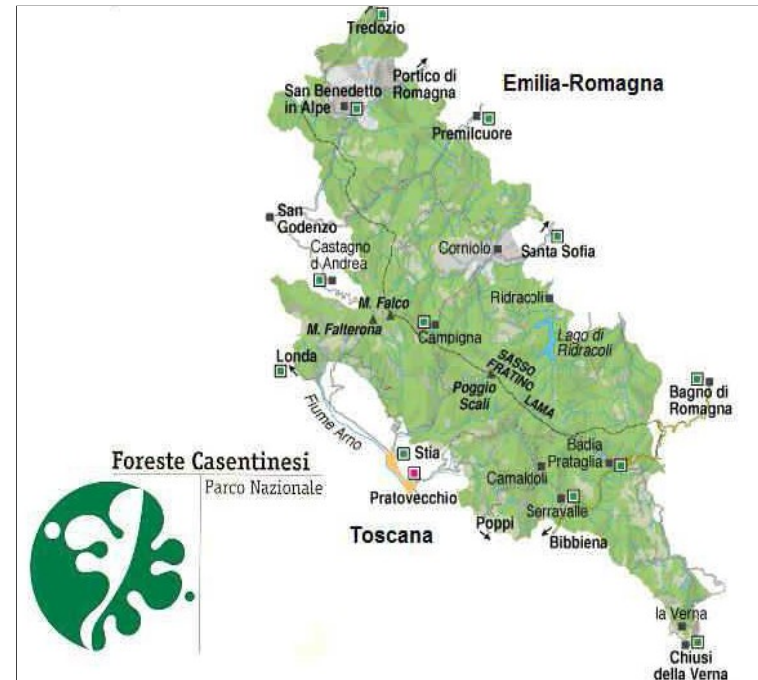 Tredozio
Portico di
Romagna
Emilia-Romagna
San Benedetto
in Alpe
Premilcuore
San
Godenzo
Castagno
d Andrea
Corniolo
Santa Sofia
Ridracoli
M. Falco
M. Falterona
Campigna
Lago di
Ridracoli
Londa
SASSO
FRATINO
LAMA
Poggio
Scali
Bagno di
Romagna
Fiume Arno
Stia
Badia
Prataglia
Camaldoli
Foreste Casentinesi
Parco Nazionale
Pratovecchio
Serravalle
Toscana
Poppi
Bibbiena
la Verna
Chiusi
della Verna